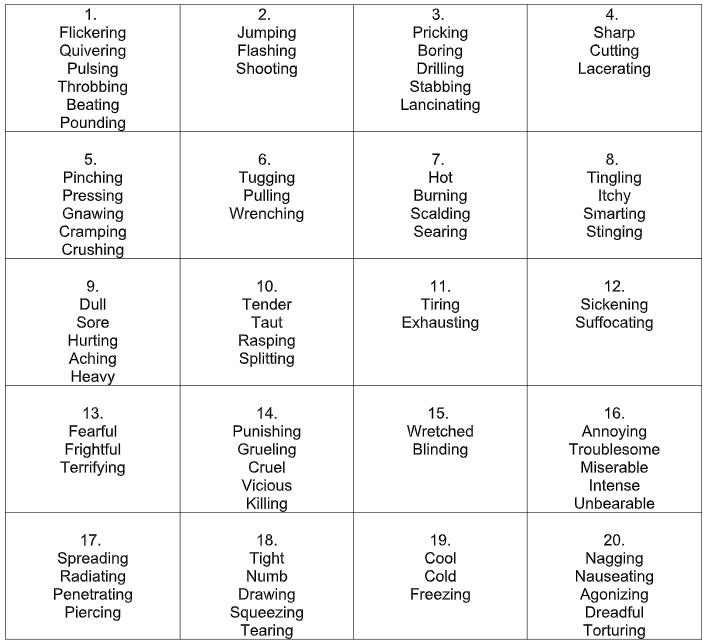 1.
Flickering
Quivering
Pulsing
Throbbing
Beating
Pounding
2.
Jumping
Flashing
Shooting
3.
Pricking
Boring
Drilling
Stabbing
Lancinating
4.
Sharp
Cutting
Lacerating
5.
Pinching
Pressing
Gnawing
Cramping
Crushing
6.
Tugging
Pulling
Wrenching
7.
Hot
Burning
Scalding
Searing
8.
Tingling
Itchy
Smarting
Stinging
9.
Dull
Sore
Hurting
Aching
Heavy
10.
Tender
Taut
Rasping
Splitting
11.
Tiring
Exhausting
12.
Sickening
Suffocating
13.
Fearful
Frightful
Terrifying
14.
Punishing
Grueling
Cruel
Vicious
Killing
15.
Wretched
Blinding
16.
Annoying
Troublesome
Miserable
Intense
Unbearable
17.
Spreading
Radiating
Penetrating
Piercing
18.
Tight
Numb
Drawing
Squeezing
Tearing
19.
Cool
Cold
Freezing
20.
Nagging
Nauseating
Agonizing
Dreadful
Torturing